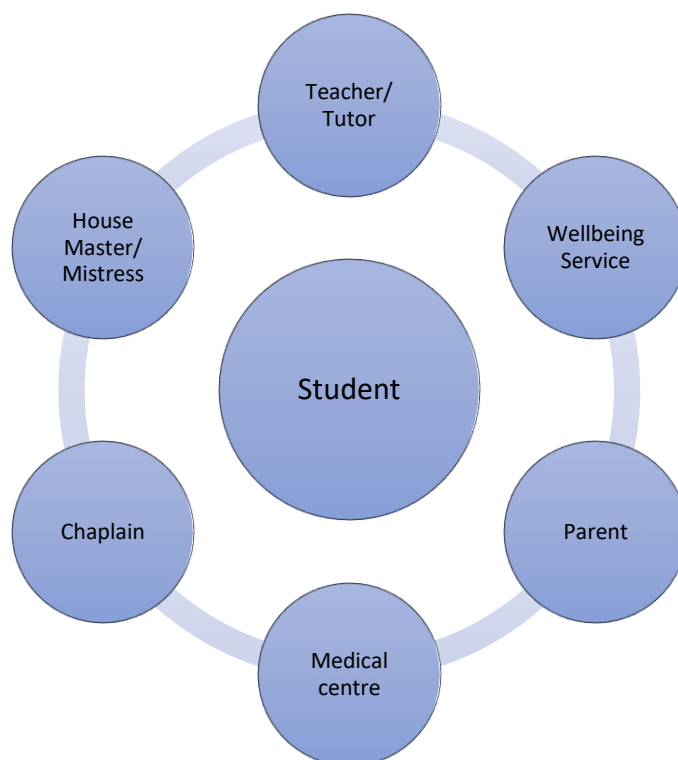 Teacher/
Tutor
House
Master/
Mistress
Wellbeing
Service
Student
Chaplain
Parent
Medical
centre